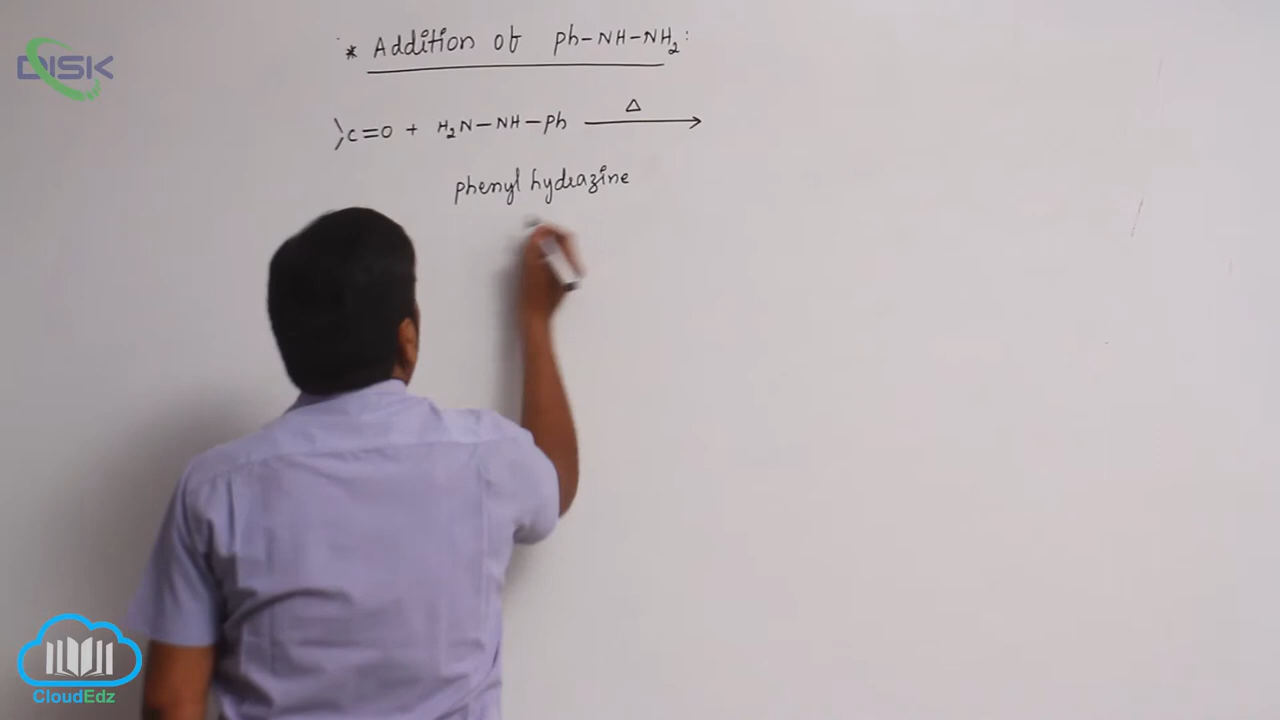 DISK
* Addition of ph-NH-NH₂:
>C=O + H₂N-NH-Ph △⟶
phenyl hydrazine
CloudEdz